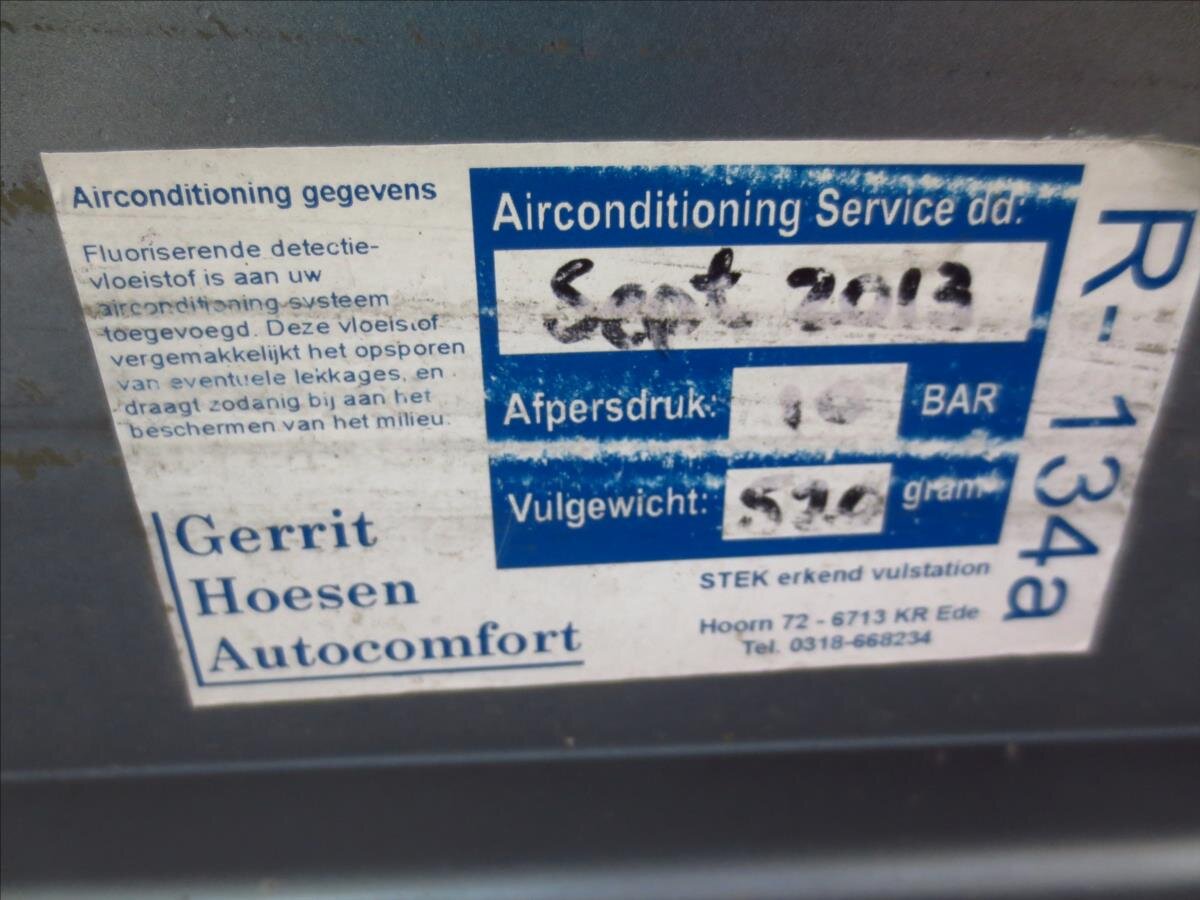 Airconditioning gegevens
Fluoriserende detectie-
vloeistof is aan uw
airconditioning systeem
toegevoegd. Deze vloeistof
vergemakkelijkt het opsporen
van eventuele lekkages, en
draagt zodanig bij aan het
beschermen van het milieu.
Gerrit
Hoesen
Autocomfort
Airconditioning Service dd:
Sept 2013
Afpersdruk: 10 BAR
Vulgewicht: gram
STEK erkend vulstation
Hoorn 72 - 6713 KR Ede
Tel. 0318-668234
R-134a